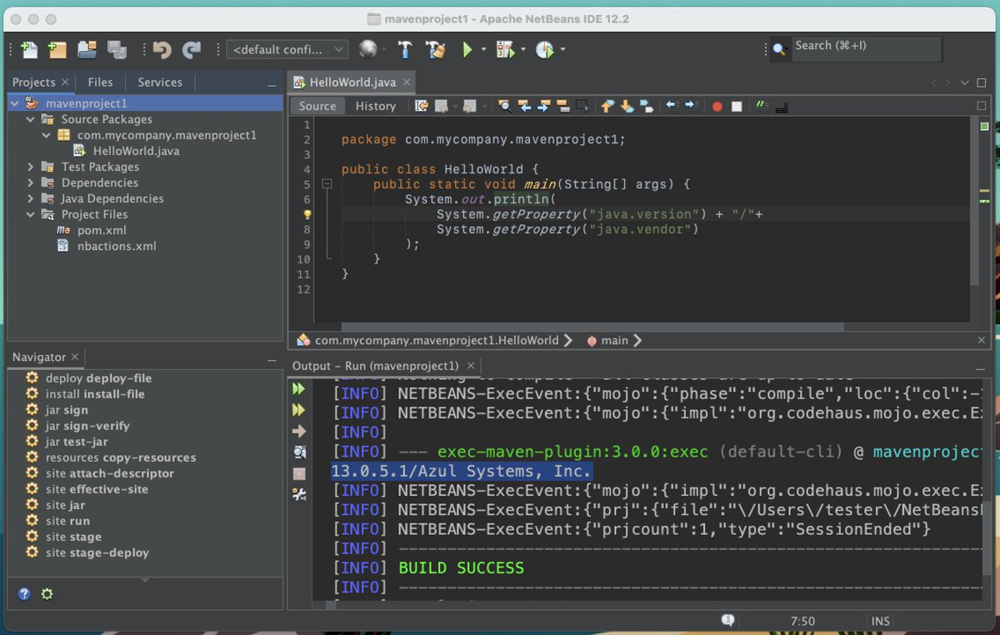 mavenproject1 - Apache NetBeans IDE 12.2
<default confi...
Search (⌘+I)
Projects
Files
Services
mavenproject1
Source Packages
com.mycompany.mavenproject1
HelloWorld.java
Test Packages
Dependencies
Java Dependencies
Project Files
pom.xml
nbactions.xml
HelloWorld.java
Source
History
1
2 package com.mycompany.mavenproject1;
3
4 public class HelloWorld {
5 public static void main(String[] args) {
6 System.out.println(
System.getProperty("java.version") + "/"+
8 System.getProperty("java.vendor")
9 );
10 }
11 }
12
com.mycompany.mavenproject1.HelloWorld
main
Navigator
deploy deploy-file
install install-file
jar sign
jar sign-verify
jar test-jar
resources copy-resources
site attach-descriptor
site effective-site
site jar
site run
site stage
site stage-deploy
Output - Run (mavenproject1)
[INFO] NETBEANS-ExecEvent:{"mojo":{"phase":"compile","loc":{"col":-1
[INFO] NETBEANS-ExecEvent:{"mojo":{"impl":"org.codehaus.mojo.exec.Ex
[INFO]
[INFO] --- exec-maven-plugin:3.0.0:exec (default-cli) @ mavenproject
13.0.5.1/Azul Systems, Inc.
[INFO] NETBEANS-ExecEvent:{"mojo":{"impl":"org.codehaus.mojo.exec.Ex
[INFO] NETBEANS-ExecEvent:{"prj":{"file":"\/Users\/tester\/NetBeans
[INFO] NETBEANS-ExecEvent:{"prjcount":1,"type":"SessionEnded"}
[INFO] ------------------------------------------------------------------------
[INFO] BUILD SUCCESS
[INFO] ------------------------------------------------------------------------
1
7:50
INS